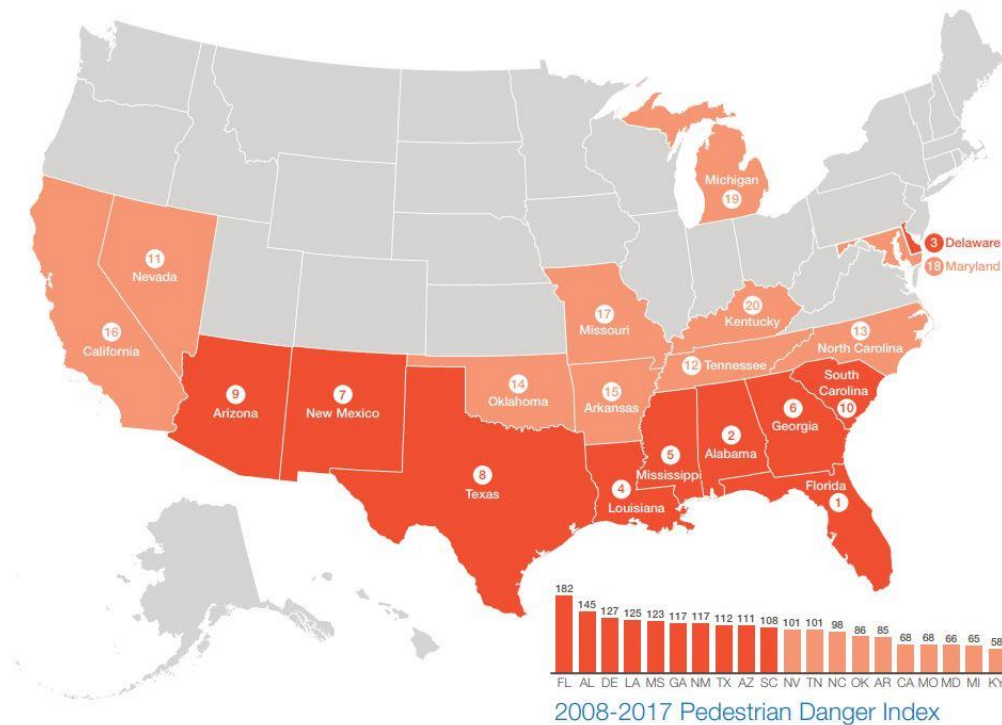 Michigan
19
3 Delaware
18 Maryland
11
Nevada
20
Kentucky
17
Missouri
13
North Carolina
16
California
12 Tennessee
South
Carolina
10
14
Oklahoma
15
Arkansas
9
Arizona
7
New Mexico
6
Georgia
2
Alabama
5
Mississippi
8
Texas
4
Louisiana
Florida
1
182 145 127 125 123 117 117 112 111 108 101 101 98 86 85 68 68 66 65 58
FL AL DE LA MS GA NM TX AZ SC NV TN NC OK AR CA MO MD MI KY
2008-2017 Pedestrian Danger Index